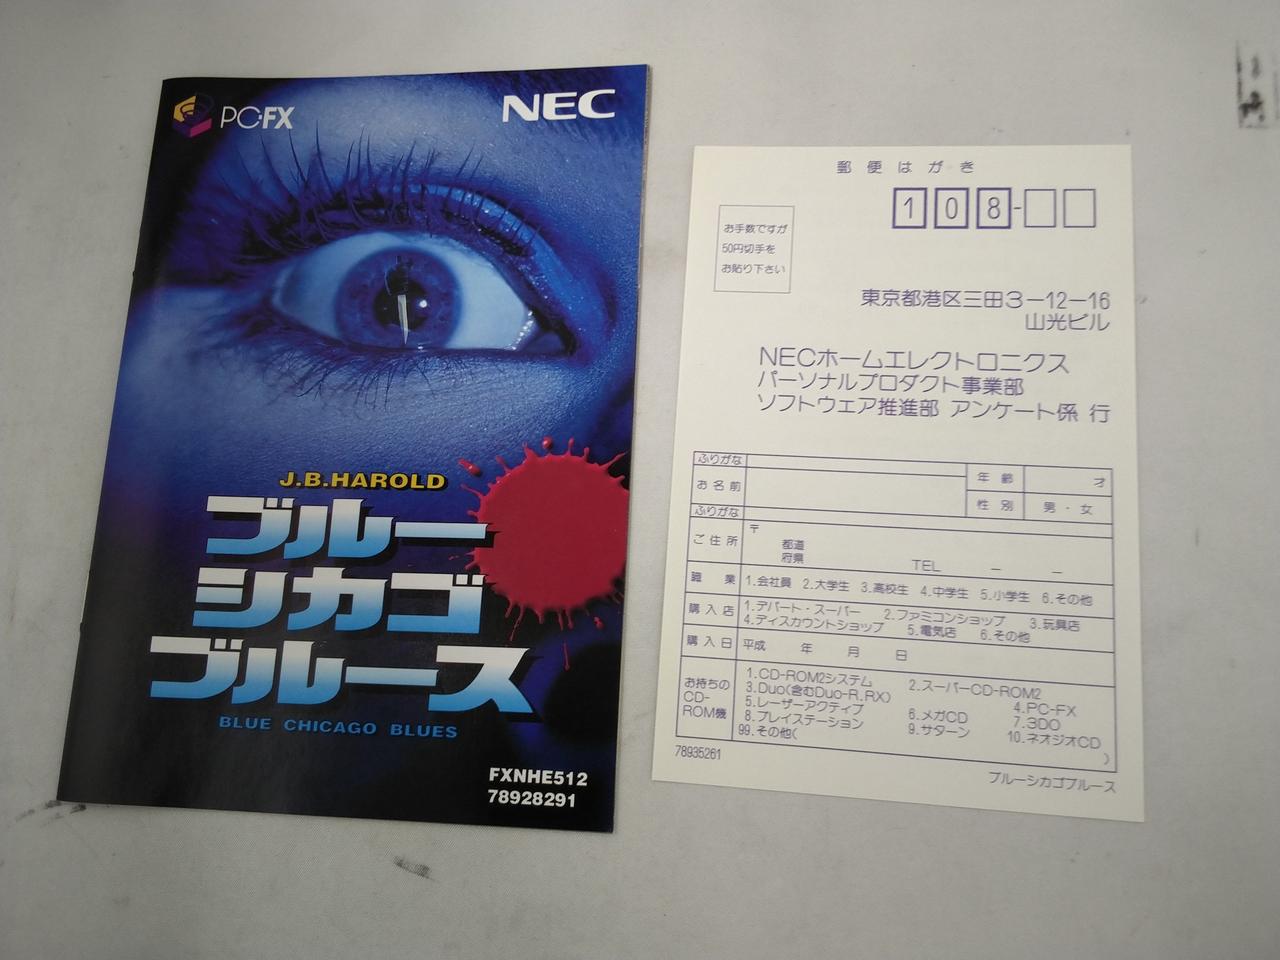 PC-FX
NEC
J.B.HAROLD
ブルー
シカゴ
ブルース
BLUE CHICAGO BLUES
FXNHE512
78928291
郵便はがき
108-
お手数ですが
50円切手を
お貼り下さい
東京都港区三田3-12-16
山光ビル
NECホームエレクトロニクス
パーソナルプロダクト事業部
ソフトウェア推進部 アンケート係 行
ふりがな
お名前
年齢 才
性別 男・女
ふりがな
ご住所 〒
都道
府県
TEL － －
職業 1.会社員 2.大学生 3.高校生 4.中学生 5.小学生 6.その他
購入店 1.デパート・スーパー 2.ファミコンショップ 3.玩具店
4.ディスカウントショップ 5.電気店 6.その他
購入日 平成 年 月 日
お持ちの
CD-
ROM機
1.CD-ROM2システム 2.スーパーCD-ROM2
3.Duo(含むDuo-R.RX) 4.PC-FX
5.レーザーアクティブ 6.メガCD 7.3DO
8.プレイステーション 9.サターン 10.ネオジオCD
99.その他( )
78935261
ブルーシカゴブルース